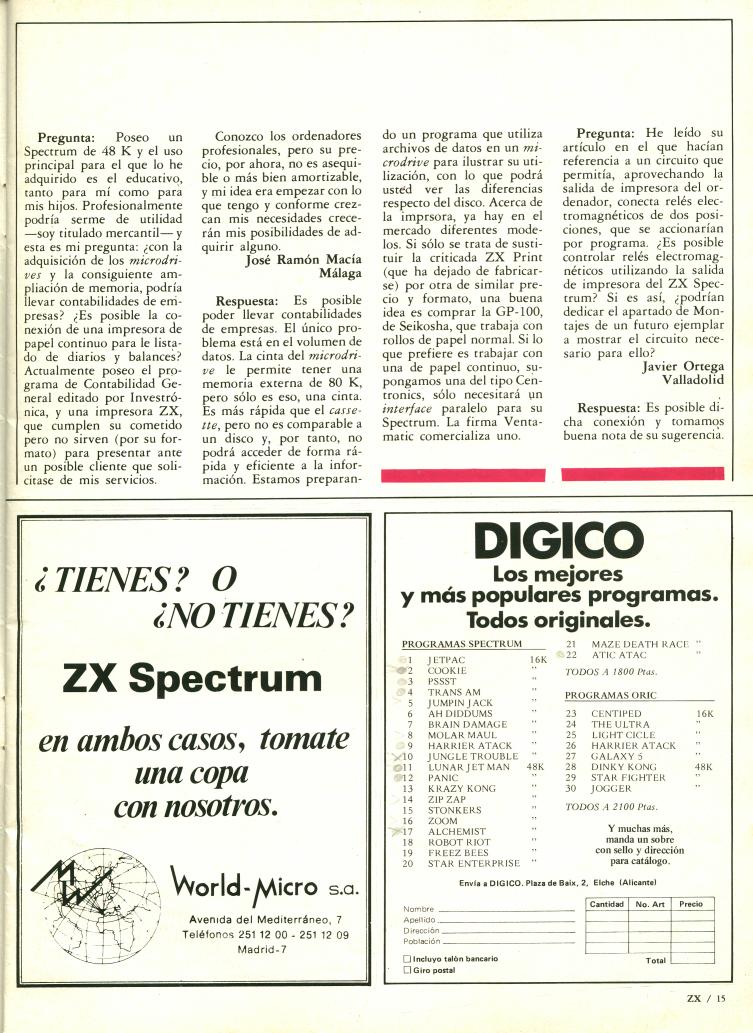 Pregunta: Poseo un
Spectrum de 48 K y el uso
principal para el que lo he
adquirido es el educativo,
tanto para mí como para
mis hijos. Profesionalmente
podría serme de utilidad
—soy titulado mercantil— y
esta es mi pregunta: ¿con la
adquisición de los microdri-
ves y la consiguiente am-
pliación de memoria, podría
llevar contabilidades de em-
presas? ¿Es posible la co-
nexión de una impresora de
papel continuo para le lista-
do de diarios y balances?
Actualmente poseo el pro-
grama de Contabilidad Ge-
neral editado por Investró-
nica, y una impresora ZX,
que cumplen su cometido
pero no sirven (por su for-
mato) para presentar ante
un posible cliente que soli-
citase de mis servicios.
Conozco los ordenadores
profesionales, pero su pre-
cio, por ahora, no es asequi-
ble o más bien amortizable,
y mi idea era empezar con lo
que tengo y conforme crez-
can mis necesidades crece-
rán mis posibilidades de ad-
quirir alguno.
José Ramón Macía
Málaga
Respuesta: Es posible
poder llevar contabilidades
de empresas. El único pro-
blema está en el volumen de
datos. La cinta del microdri-
ve le permite tener una
memoria externa de 80 K,
pero sólo es eso, una cinta.
Es más rápida que el casse-
tte, pero no es comparable a
un disco y, por tanto, no
podrá acceder de forma rá-
pida y eficiente a la infor-
mación. Estamos preparan-
do un programa que utiliza
archivos de datos en un mi-
crodrive para ilustrar su uti-
lización, con lo que podrá
usted ver las diferencias
respecto del disco. Acerca de
la imprsora, ya hay en el
mercado diferentes mode-
los. Si sólo se trata de susti-
tuir la criticada ZX Print
(que ha dejado de fabricar-
se) por otra de similar pre-
cio y formato, una buena
idea es comprar la GP-100,
de Seikosha, que trabaja con
rollos de papel normal. Si lo
que prefiere es trabajar con
una de papel continuo, su-
pongamos una del tipo Cen-
tronics, sólo necesitará un
interface paralelo para su
Spectrum. La firma Venta-
matic comercializa uno.
Pregunta: He leído su
artículo en el que hacían
referencia a un circuito que
permitía, aprovechando la
salida de impresora del or-
denador, conecta relés elec-
tromagnéticos de dos posi-
ciones, que se accionarían
por programa. ¿Es posible
controlar relés electromag-
néticos utilizando la salida
de impresora del ZX Spec-
trum? Si es así, ¿podrían
dedicar el apartado de Mon-
tajes de un futuro ejemplar
a mostrar el circuito nece-
sario para ello?
Javier Ortega
Valladolid
Respuesta: Es posible di-
cha conexión y tomamos
buena nota de su sugerencia.
¿TIENES? O
¿NO TIENES?
ZX Spectrum
en ambos casos, tomate
una copa
con nosotros.
MW
World-Micro s.a.
Avenida del Mediterráneo, 7
Teléfonos 251 12 00 - 251 12 09
Madrid-7
DIGICO
Los mejores
y más populares programas.
Todos originales.
PROGRAMAS SPECTRUM
1 JETPAC 16K
2 COOKIE "
3 PSSST "
4 TRANS AM "
5 JUMPIN JACK "
6 AH DIDDUMS "
7 BRAIN DAMAGE "
8 MOLAR MAUL "
9 HARRIER ATACK "
10 JUNGLE TROUBLE "
11 LUNAR JET MAN 48K
12 PANIC "
13 KRAZY KONG "
14 ZIP ZAP "
15 STONKERS "
16 ZOOM "
17 ALCHEMIST "
18 ROBOT RIOT "
19 FREEZ BEES "
20 STAR ENTERPRISE "
21 MAZE DEATH RACE "
22 ATIC ATAC "
TODOS A 1800 Ptas.
PROGRAMAS ORIC
23 CENTIPED 16K
24 THE ULTRA "
25 LIGHT CICLE "
26 HARRIER ATACK "
27 GALAXY 5 "
28 DINKY KONG 48K
29 STAR FIGHTER "
30 JOGGER "
TODOS A 2100 Ptas.
Y muchas más,
manda un sobre
con sello y dirección
para catálogo.
Envía a DIGICO. Plaza de Baix, 2, Elche (Alicante)
Nombre
Apellido
Dirección
Población
Incluyo talón bancario
Giro postal
Cantidad No. Art Precio
Total
ZX / 15